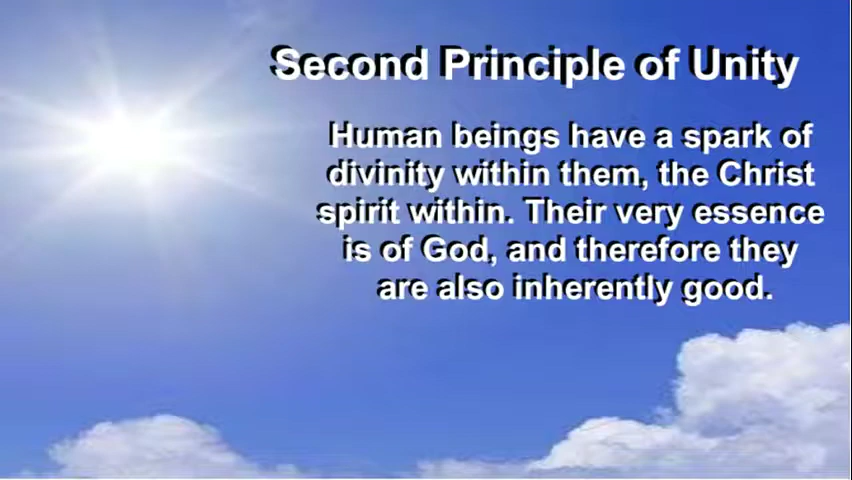 Second Principle of Unity
Human beings have a spark of
divinity within them, the Christ
spirit within. Their very essence
is of God, and therefore they
are also inherently good.